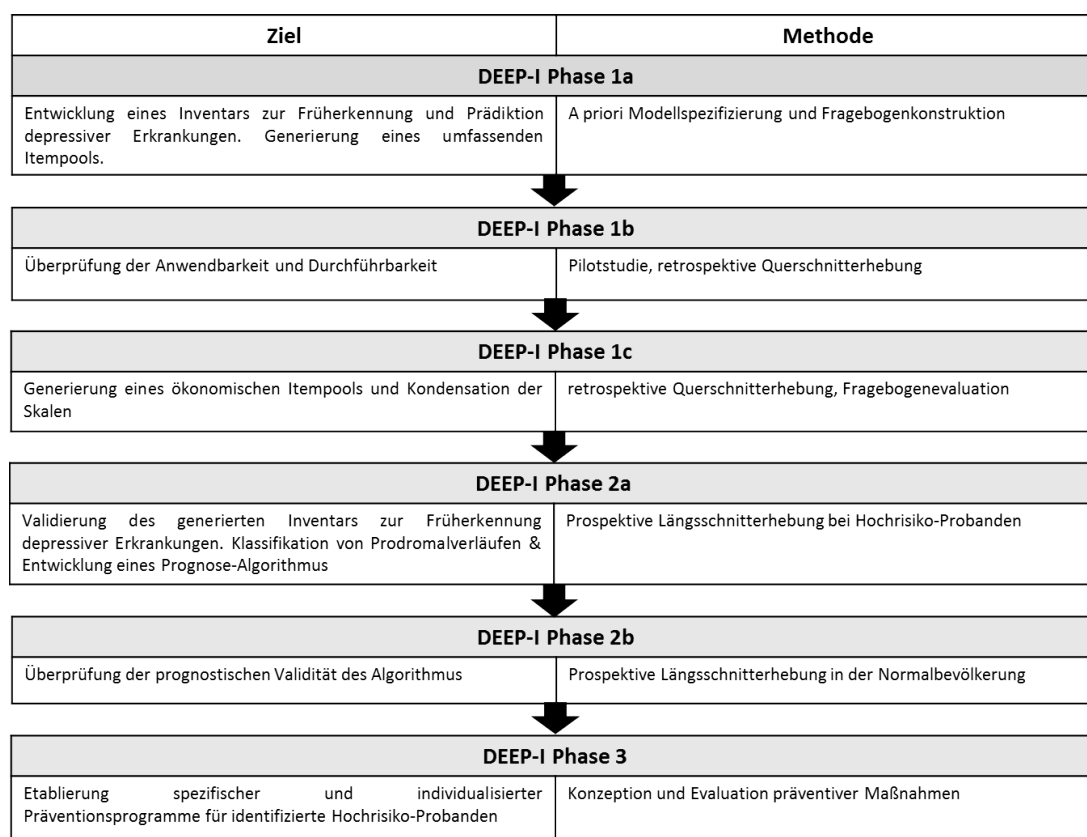 Ziel
Methode
DEEP-I Phase 1a
Entwicklung eines Inventars zur Früherkennung und Prädiktion
depressiver Erkrankungen. Generierung eines umfassenden
Itempools.
A priori Modellspezifizierung und Fragebogenkonstruktion
DEEP-I Phase 1b
Überprüfung der Anwendbarkeit und Durchführbarkeit
Pilotstudie, retrospektive Querschnitterhebung
DEEP-I Phase 1c
Generierung eines ökonomischen Itempools und Kondensation der
Skalen
retrospektive Querschnitterhebung, Fragebogenevaluation
DEEP-I Phase 2a
Validierung des generierten Inventars zur Früherkennung
depressiver Erkrankungen. Klassifikation von Prodromalverläufen &
Entwicklung eines Prognose-Algorithmus
Prospektive Längsschnitterhebung bei Hochrisiko-Probanden
DEEP-I Phase 2b
Überprüfung der prognostischen Validität des Algorithmus
Prospektive Längsschnitterhebung in der Normalbevölkerung
DEEP-I Phase 3
Etablierung spezifischer und individualisierter
Präventionsprogramme für identifizierte Hochrisiko-Probanden
Konzeption und Evaluation präventiver Maßnahmen